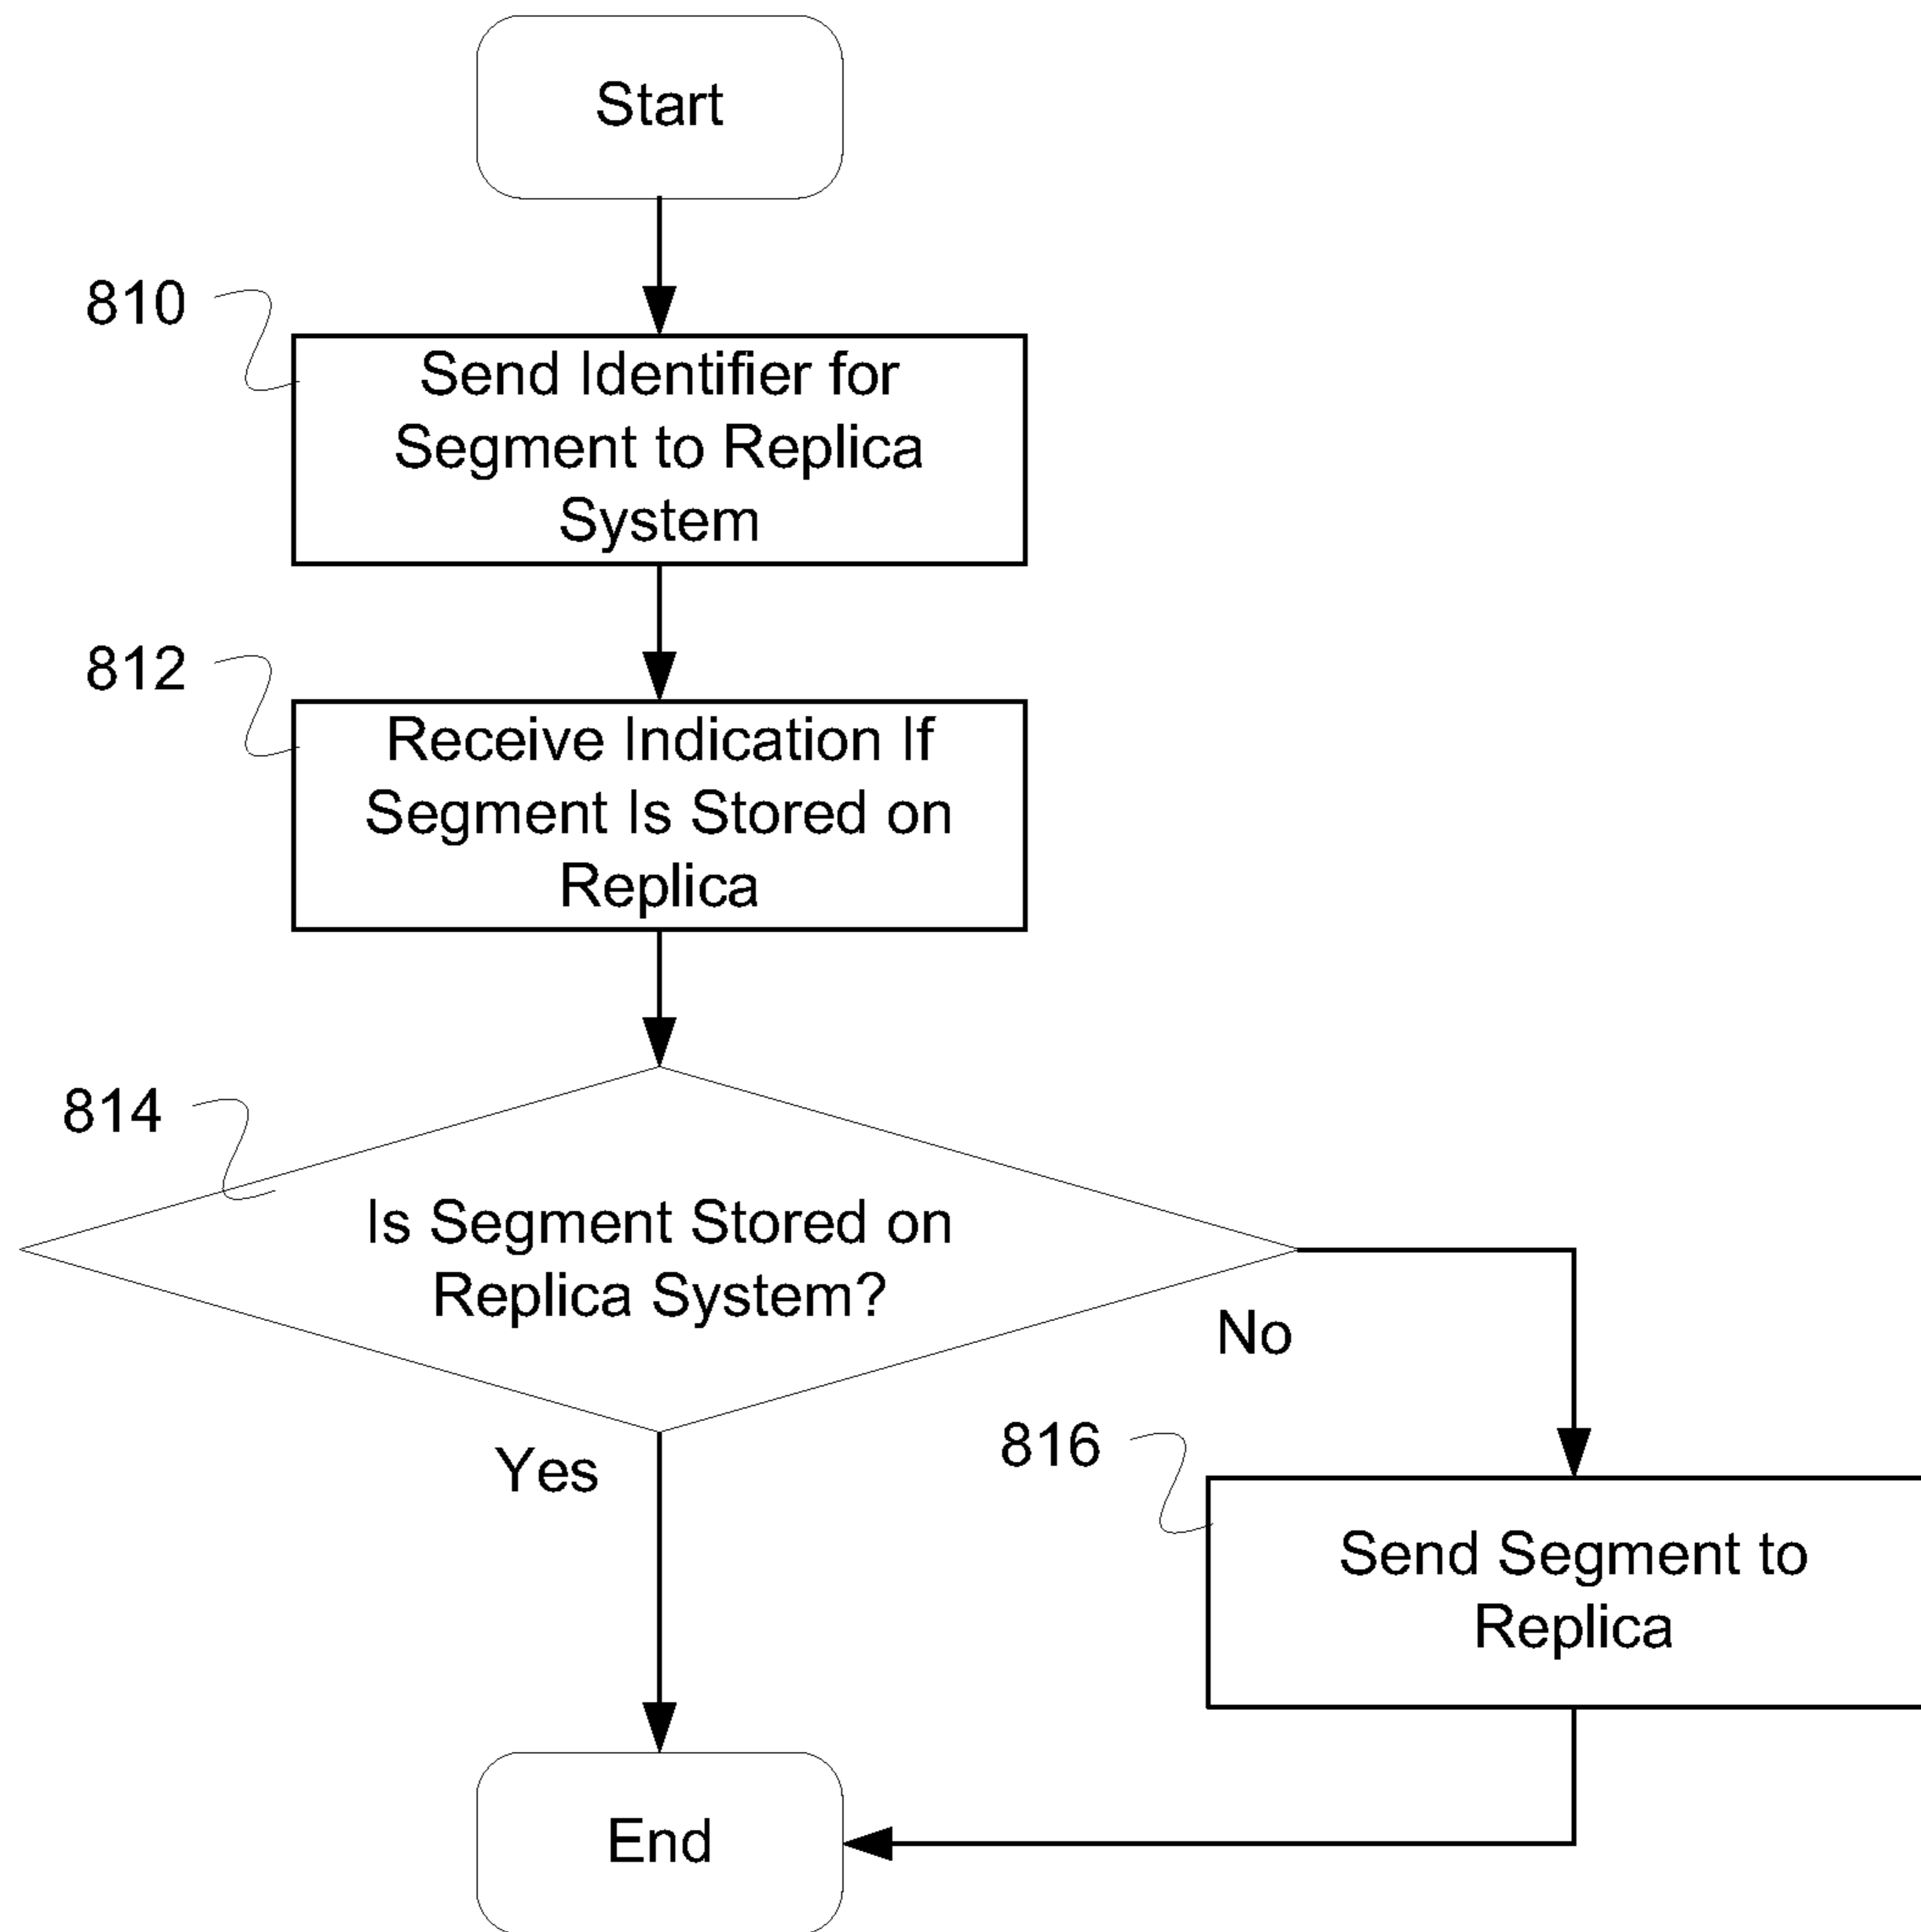 Start
810
Send Identifier for
Segment to Replica
System
812
Receive Indication If
Segment Is Stored on
Replica
814
Is Segment Stored on
Replica System?
No
Yes
816
Send Segment to
Replica
End